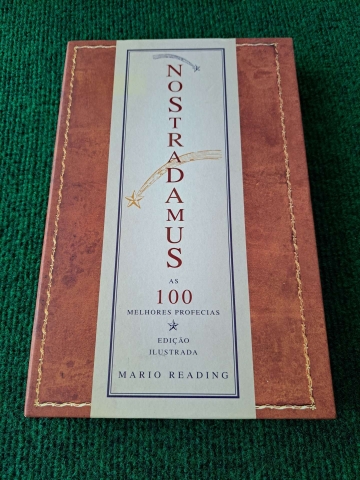 NOSTRADAMUS
AS
100
MELHORES PROFECIAS
EDIÇÃO
ILUSTRADA
MARIO READING